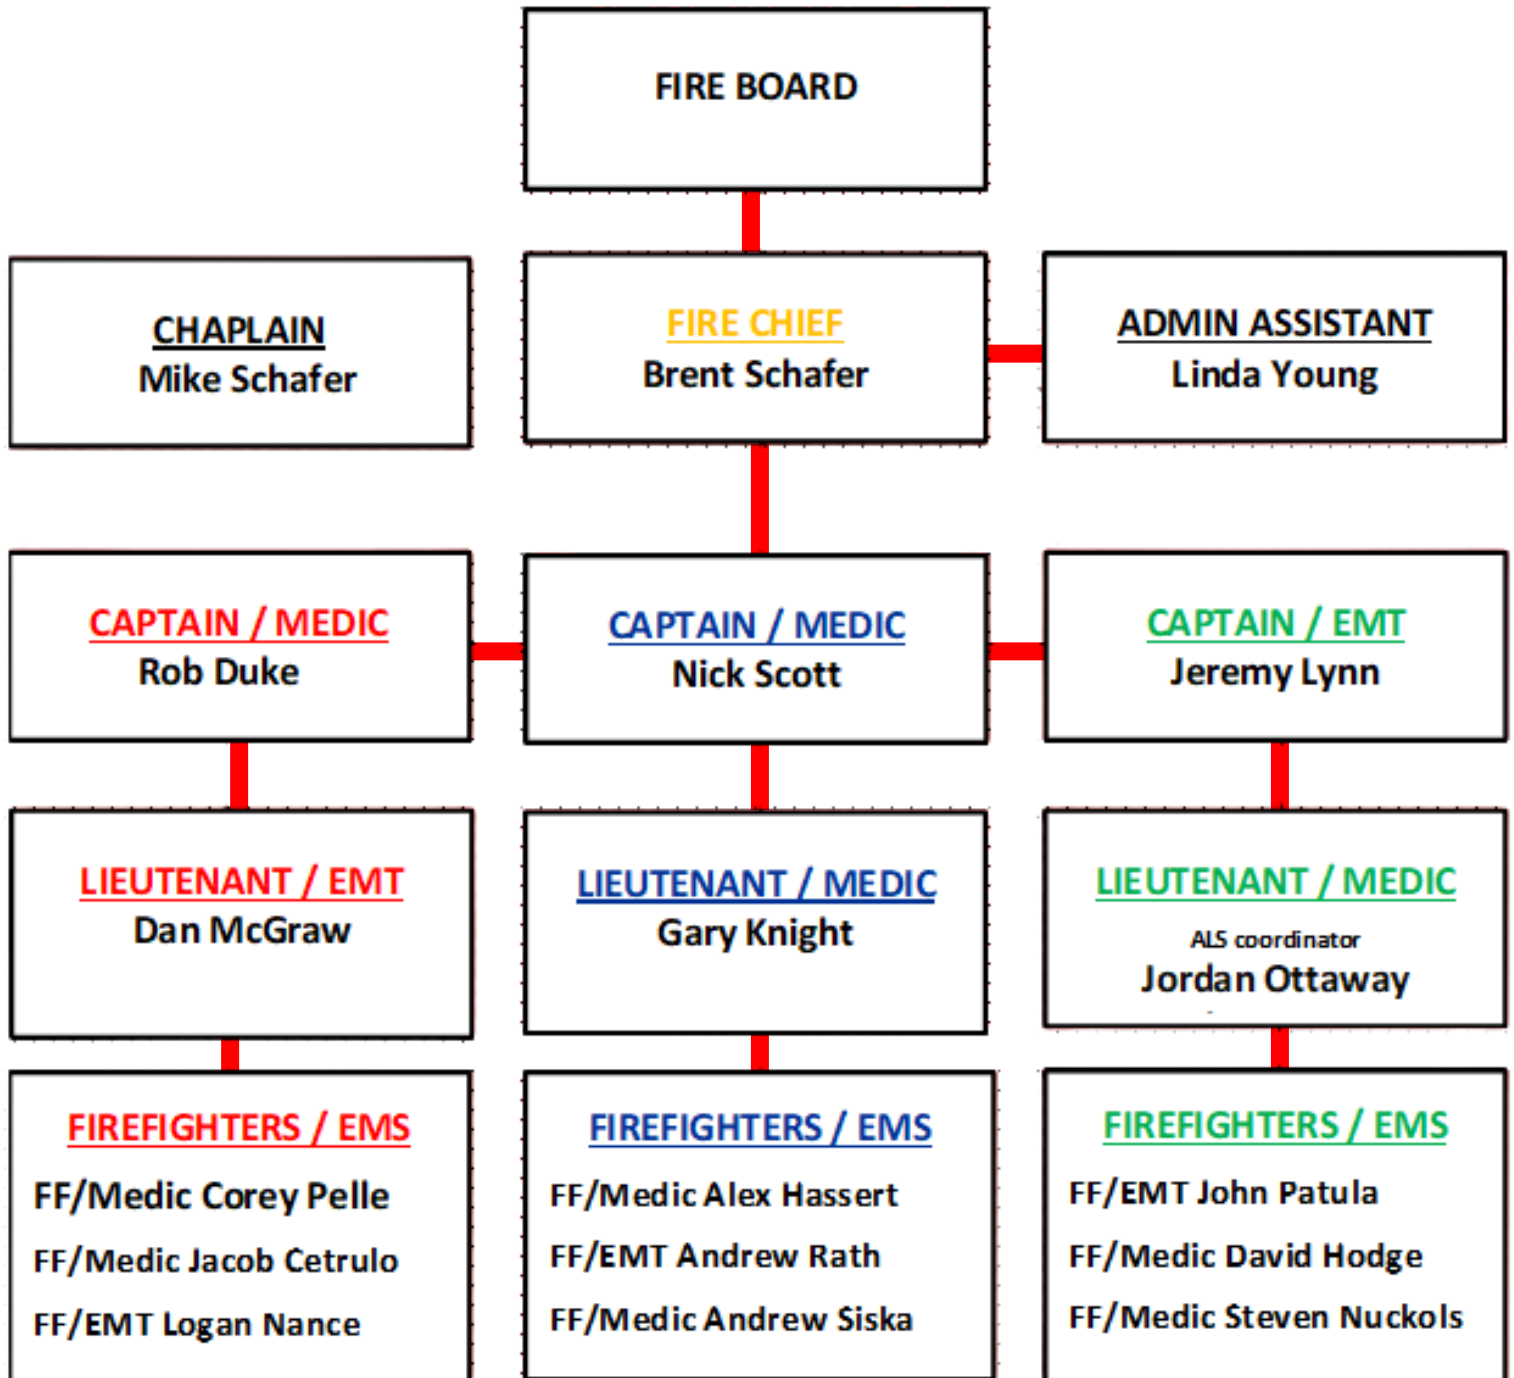 FIRE BOARD
CHAPLAIN
Mike Schafer
FIRE CHIEF
Brent Schafer
ADMIN ASSISTANT
Linda Young
CAPTAIN / MEDIC
Rob Duke
CAPTAIN / MEDIC
Nick Scott
CAPTAIN / EMT
Jeremy Lynn
LIEUTENANT / EMT
Dan McGraw
LIEUTENANT / MEDIC
Gary Knight
LIEUTENANT / MEDIC
ALS coordinator
Jordan Ottaway
FIREFIGHTERS / EMS
FF/Medic Corey Pelle
FF/Medic Jacob Cetrulo
FF/EMT Logan Nance
FIREFIGHTERS / EMS
FF/Medic Alex Hassert
FF/EMT Andrew Rath
FF/Medic Andrew Siska
FIREFIGHTERS / EMS
FF/EMT John Patula
FF/Medic David Hodge
FF/Medic Steven Nuckols